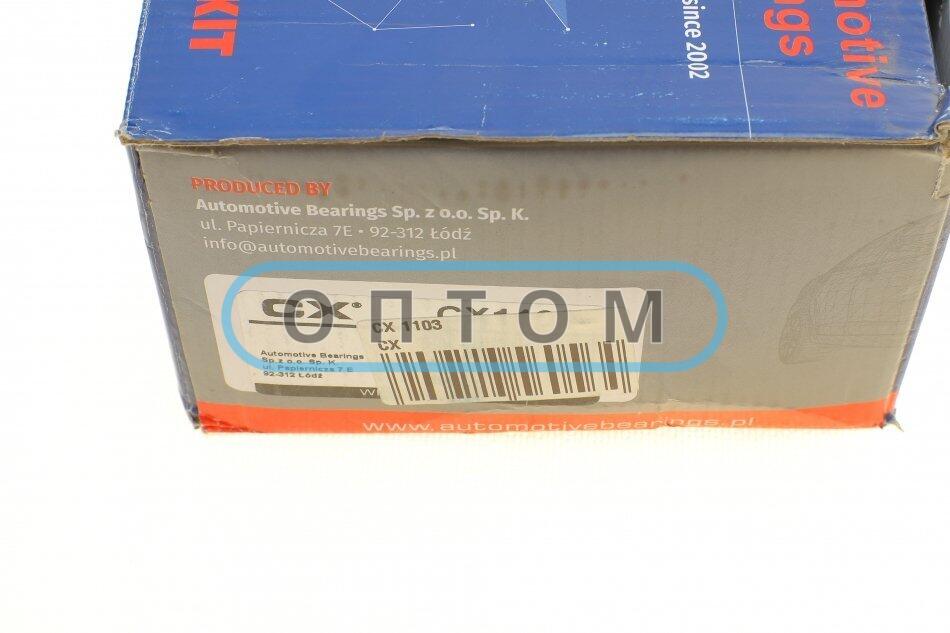 KIT
since 2002
PRODUCED BY
Automotive Bearings Sp. z o.o. Sp. K.
ul. Papiernicza 7E • 92-312 Łódź
info@automotivebearings.pl
CX®
ОПТОМ
CX 1103
CX
Automotive Bearings
Sp.z o.o. Sp. K.
ul. Papiernicza 7 E
92-312 Łódź
www.automotivebearings.pl